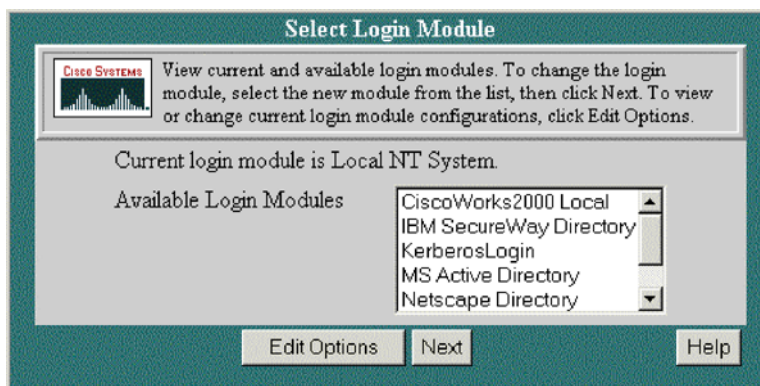 Select Login Module
CISCO SYSTEMS
View current and available login modules. To change the login
module, select the new module from the list, then click Next. To view
or change current login module configurations, click Edit Options.
Current login module is Local NT System.
Available Login Modules
CiscoWorks2000 Local
IBM SecureWay Directory
KerberosLogin
MS Active Directory
Netscape Directory
Edit Options
Next
Help